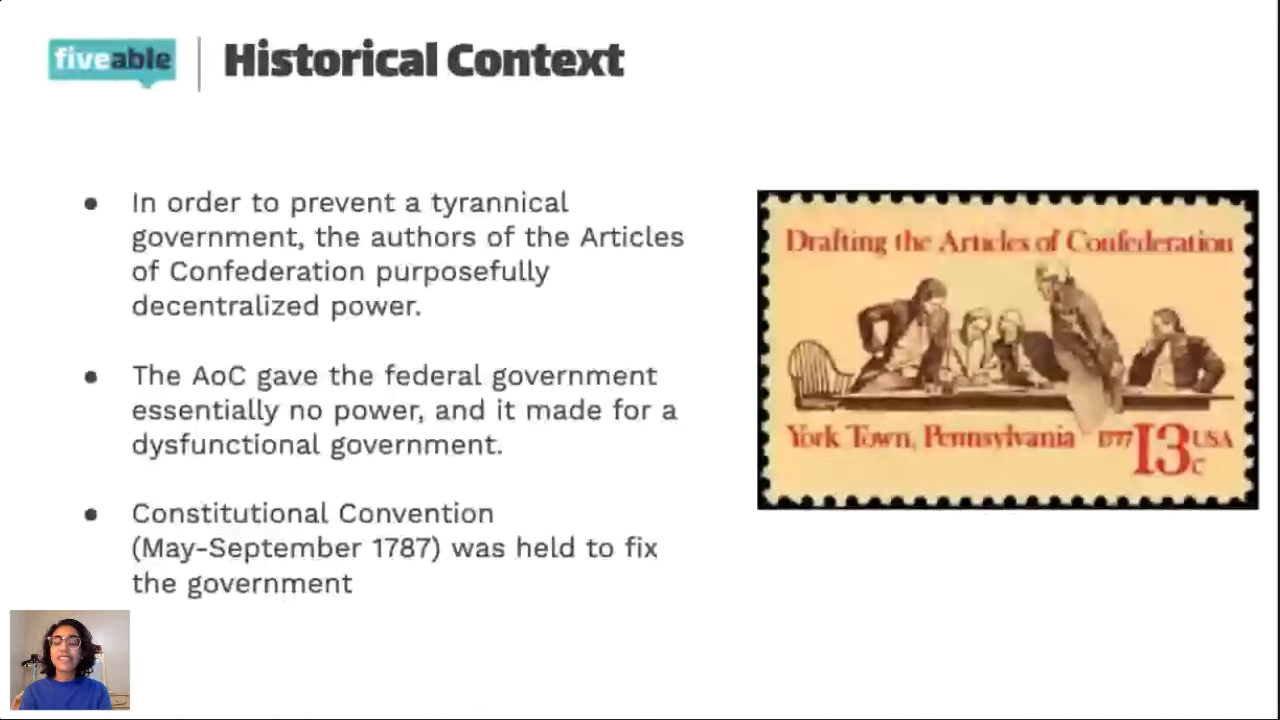 fiveable
Historical Context
● In order to prevent a tyrannical
government, the authors of the Articles
of Confederation purposefully
decentralized power.
● The AoC gave the federal government
essentially no power, and it made for a
dysfunctional government.
● Constitutional Convention
(May-September 1787) was held to fix
the government
Drafting the Articles of Confederation
York Town, Pennsylvania 1777 13c USA